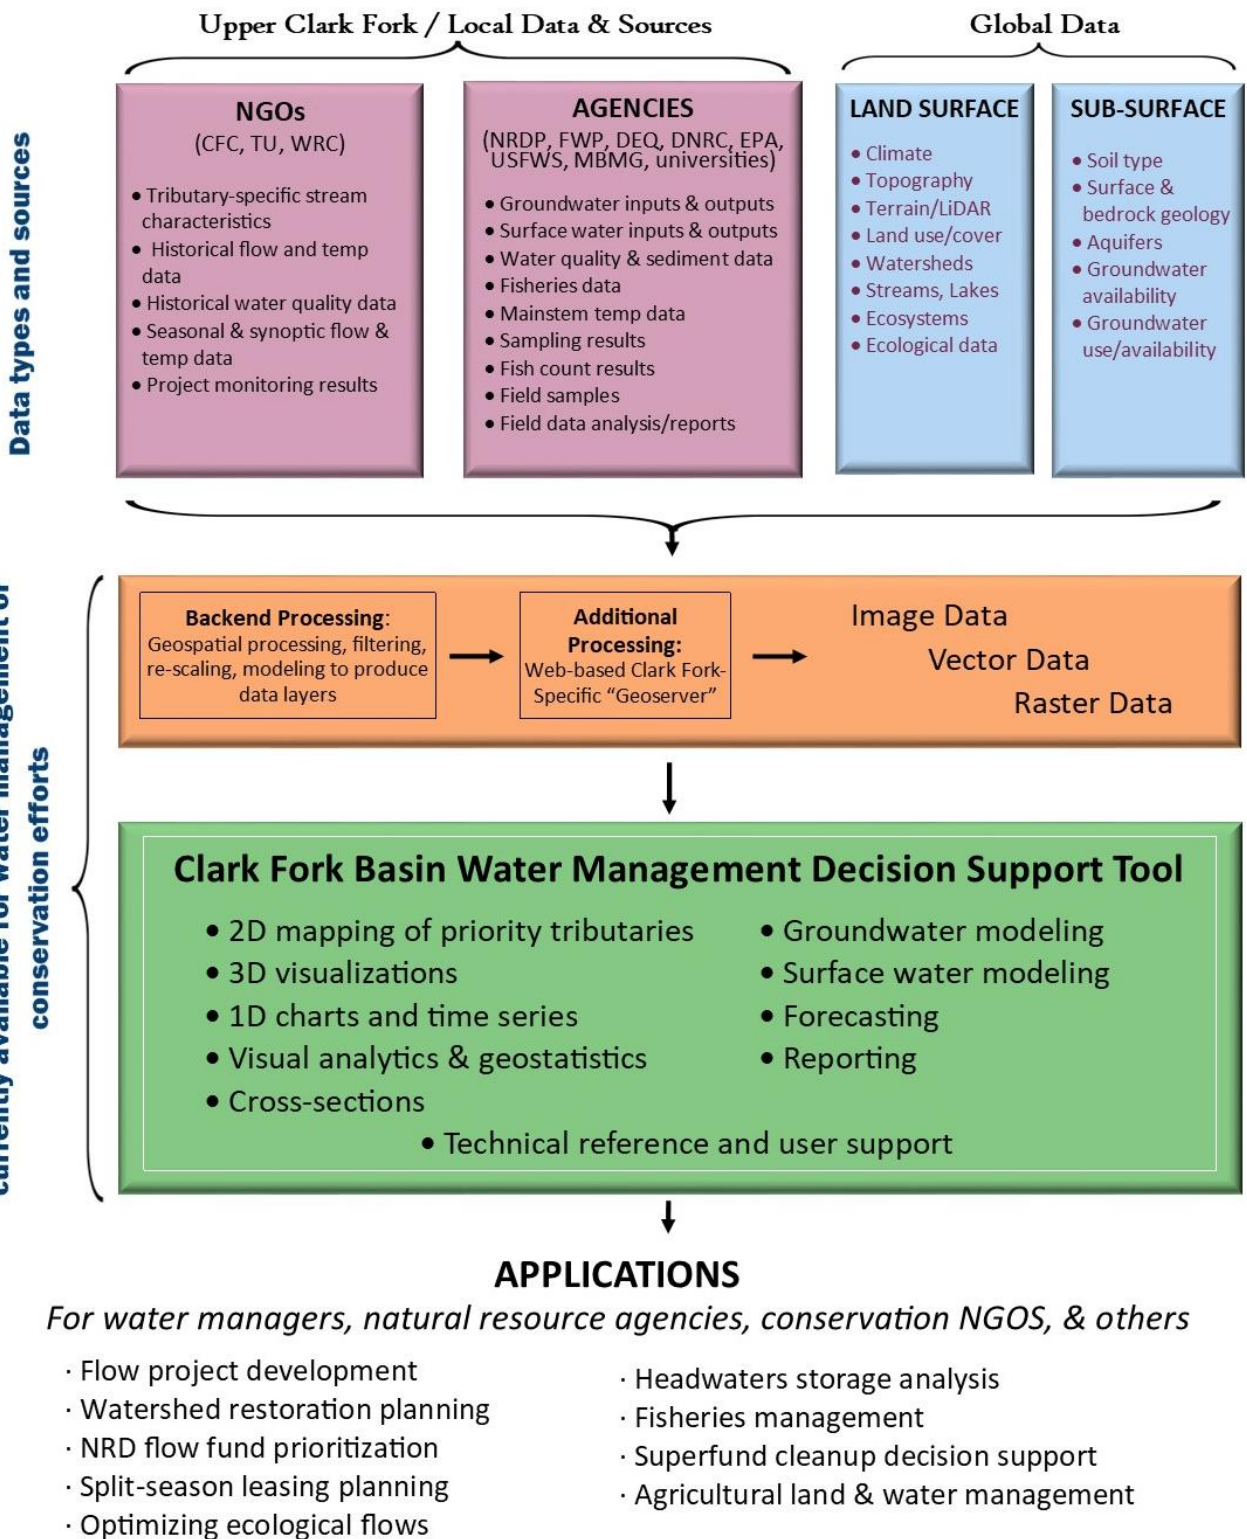 Upper Clark Fork / Local Data & Sources
Global Data
Data types and sources
NGOs
(CFC, TU, WRC)
• Tributary-specific stream
characteristics
• Historical flow and temp
data
• Historical water quality data
• Seasonal & synoptic flow &
temp data
• Project monitoring results
AGENCIES
(NRDP, FWP, DEQ, DNRC, EPA,
USFWS, MBMG, universities)
• Groundwater inputs & outputs
• Surface water inputs & outputs
• Water quality & sediment data
• Fisheries data
• Mainstem temp data
• Sampling results
• Fish count results
• Field samples
• Field data analysis/reports
LAND SURFACE
• Climate
• Topography
• Terrain/LiDAR
• Land use/cover
• Watersheds
• Streams, Lakes
• Ecosystems
• Ecological data
SUB-SURFACE
• Soil type
• Surface &
bedrock geology
• Aquifers
• Groundwater
availability
• Groundwater
use/availability
currently available for water management or
conservation efforts
Backend Processing:
Geospatial processing, filtering,
re-scaling, modeling to produce
data layers
Additional
Processing:
Web-based Clark Fork-
Specific “Geoserver”
Image Data
Vector Data
Raster Data
Clark Fork Basin Water Management Decision Support Tool
• 2D mapping of priority tributaries
• 3D visualizations
• 1D charts and time series
• Visual analytics & geostatistics
• Cross-sections
• Groundwater modeling
• Surface water modeling
• Forecasting
• Reporting
• Technical reference and user support
APPLICATIONS
For water managers, natural resource agencies, conservation NGOS, & others
· Flow project development
· Watershed restoration planning
· NRD flow fund prioritization
· Split-season leasing planning
· Optimizing ecological flows
· Headwaters storage analysis
· Fisheries management
· Superfund cleanup decision support
· Agricultural land & water management